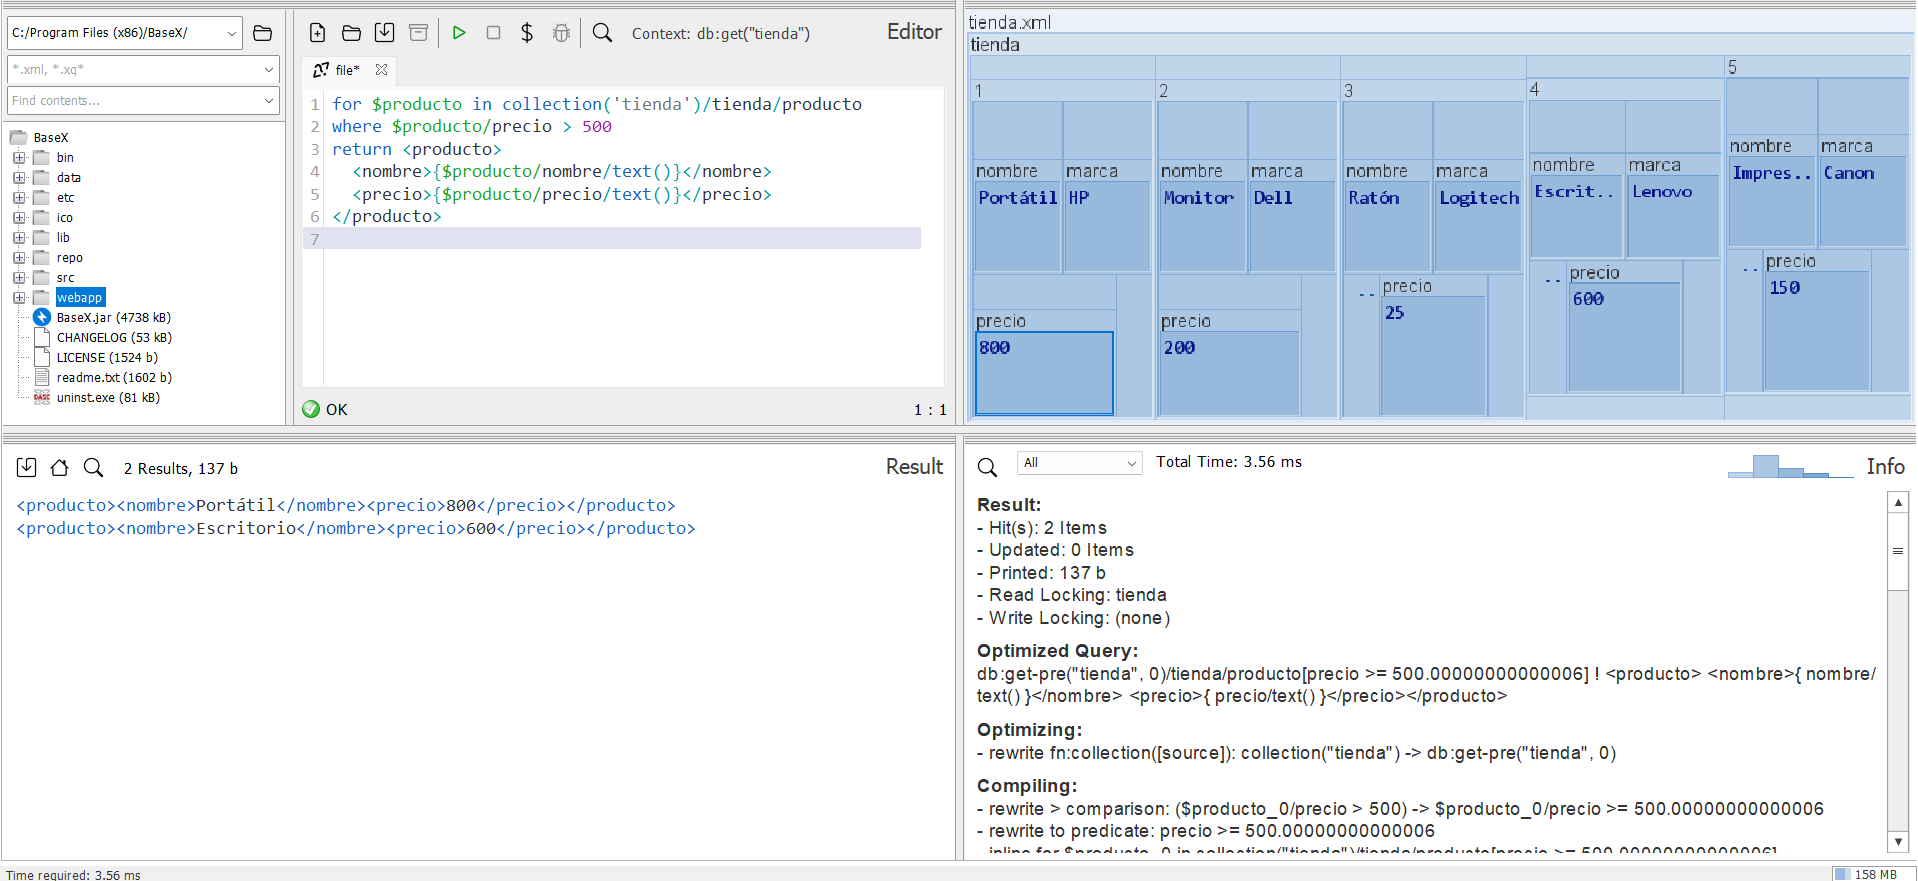 C:/Program Files (x86)/BaseX/
*.xml, *.xq*
Find contents...
BaseX
bin
data
etc
ico
lib
repo
src
webapp
BaseX.jar (4738 kB)
CHANGELOG (53 kB)
LICENSE (1524 b)
readme.txt (1602 b)
uninst.exe (81 kB)
Context: db:get("tienda")
Editor
file*
1 for $producto in collection('tienda')/tienda/producto
2 where $producto/precio > 500
3 return <producto>
4 <nombre>{$producto/nombre/text()}</nombre>
5 <precio>{$producto/precio/text()}</precio>
6 </producto>
7
OK
1 : 1
tienda.xml
tienda
1
nombre
Portátil
marca
HP
precio
800
2
nombre
Monitor
marca
Dell
precio
200
3
nombre
Ratón
marca
Logitech
..
precio
25
4
nombre
Escrit..
marca
Lenovo
..
precio
600
5
nombre
Impres..
marca
Canon
..
precio
150
2 Results, 137 b
Result
<producto><nombre>Portátil</nombre><precio>800</precio></producto>
<producto><nombre>Escritorio</nombre><precio>600</precio></producto>
All
Total Time: 3.56 ms
Info
Result:
- Hit(s): 2 Items
- Updated: 0 Items
- Printed: 137 b
- Read Locking: tienda
- Write Locking: (none)
Optimized Query:
db:get-pre("tienda", 0)/tienda/producto[precio >= 500.00000000000006] ! <producto> <nombre>{ nombre/
text() }</nombre> <precio>{ precio/text() }</precio></producto>
Optimizing:
- rewrite fn:collection([source]): collection("tienda") -> db:get-pre("tienda", 0)
Compiling:
- rewrite > comparison: ($producto_0/precio > 500) -> $producto_0/precio >= 500.00000000000006
- rewrite to predicate: precio >= 500.00000000000006
- inline for $producto_0 in collection("tienda")/tienda/producto[precio >= 500.00000000000006]
Time required: 3.56 ms
158 MB